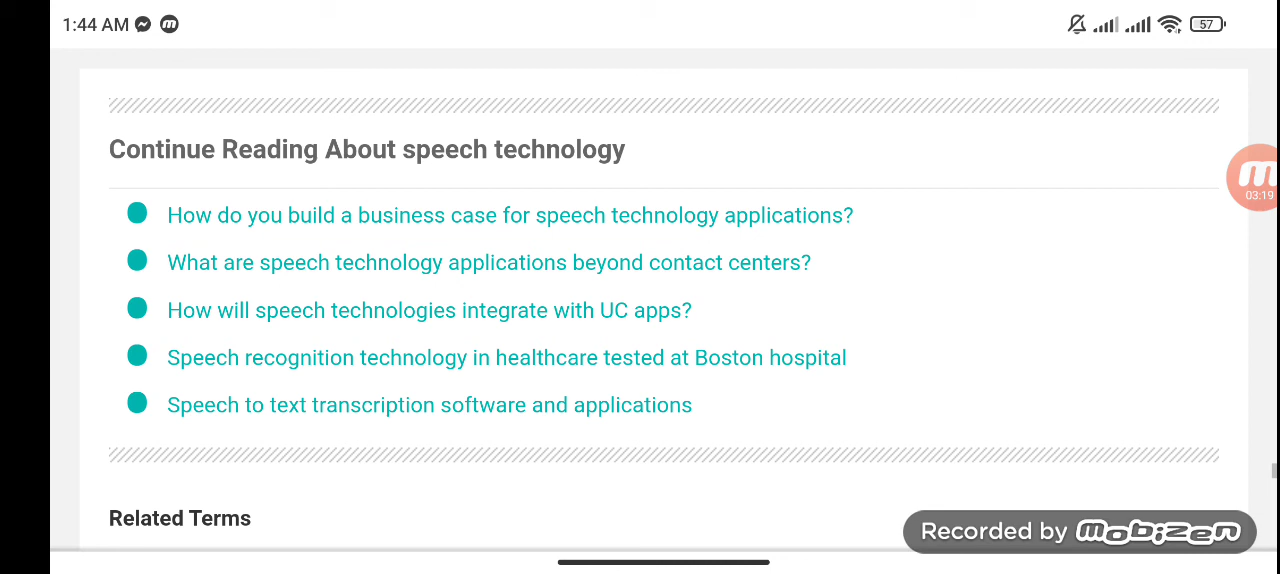 1:44 AM
57
Continue Reading About speech technology
03:19
How do you build a business case for speech technology applications?
What are speech technology applications beyond contact centers?
How will speech technologies integrate with UC apps?
Speech recognition technology in healthcare tested at Boston hospital
Speech to text transcription software and applications
Related Terms
Recorded by mobizen